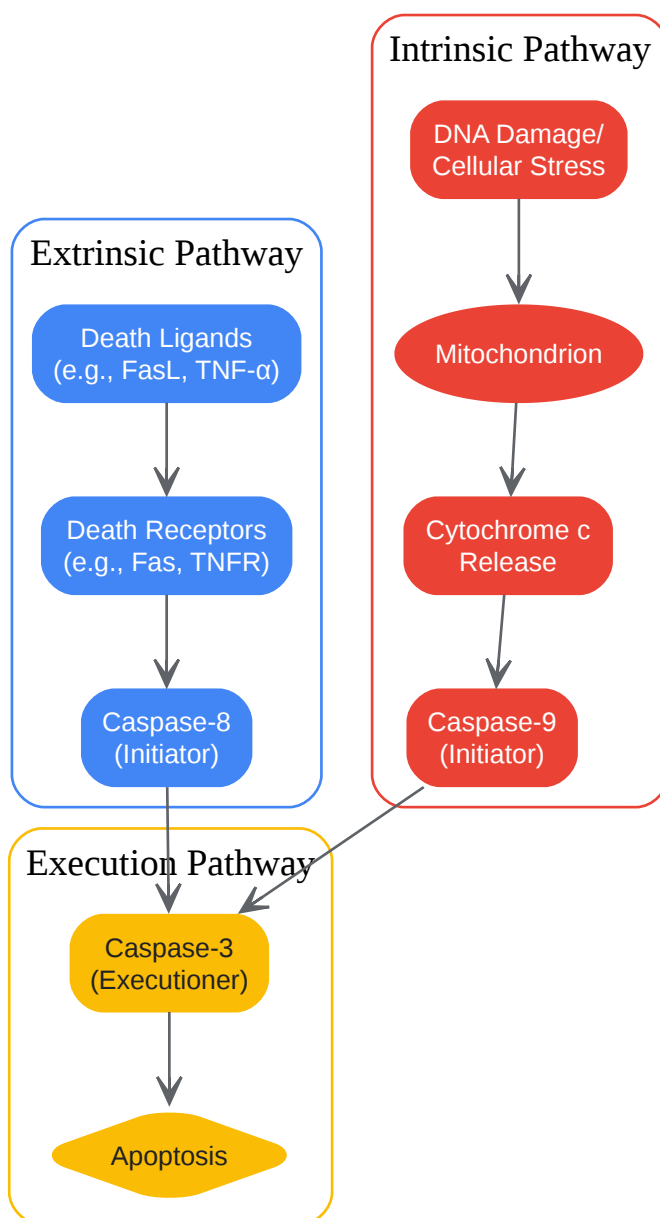 Intrinsic Pathway
DNA Damage/
Cellular Stress
Mitochondrion
Cytochrome c
Release
Caspase-9
(Initiator)
Extrinsic Pathway
Death Ligands
(e.g., FasL, TNF-α)
Death Receptors
(e.g., Fas, TNFR)
Caspase-8
(Initiator)
Execution Pathway
Caspase-3
(Executioner)
Apoptosis